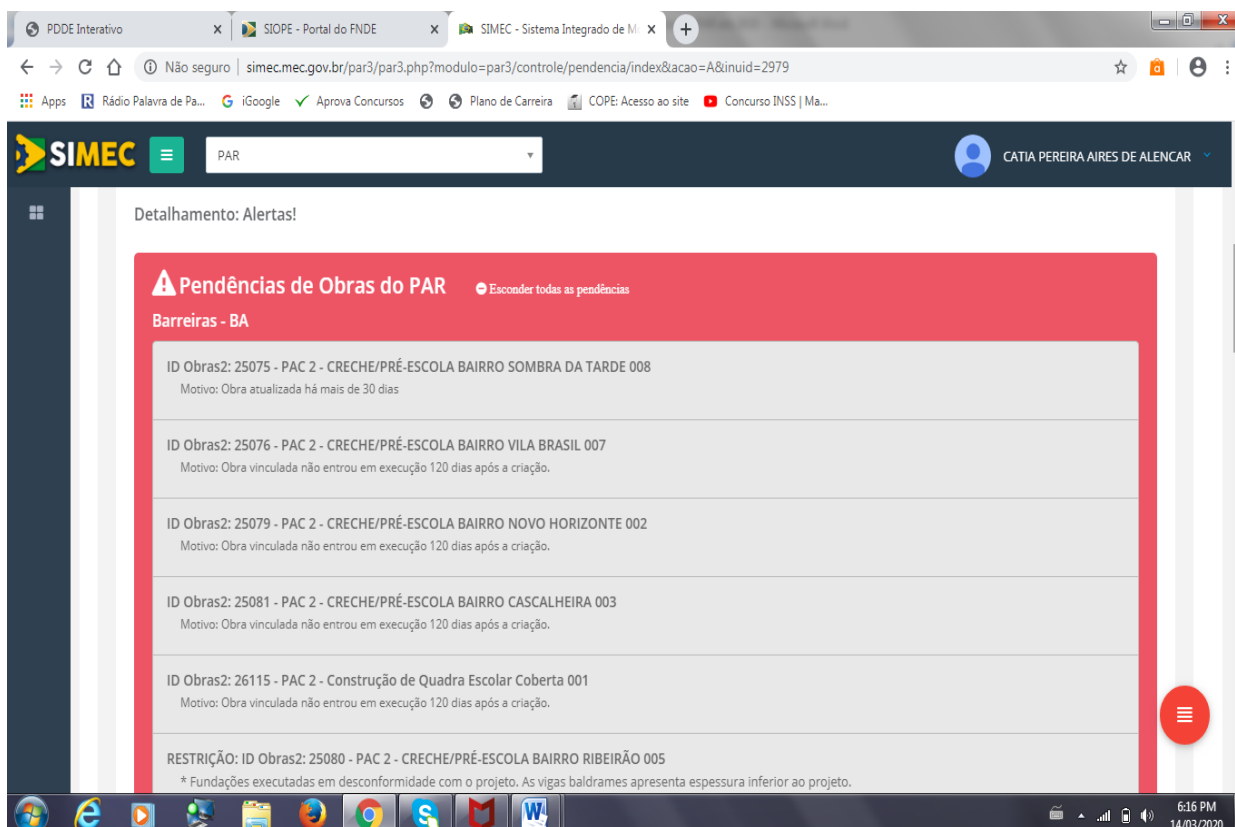 PDDE Interativo
SIOPE - Portal do FNDE
SIMEC - Sistema Integrado de M
Não seguro | simec.mec.gov.br/par3/par3.php?modulo=par3/controle/pendencia/index&acao=A&inuid=2979
Apps Rádio Palavra de Pa... iGoogle Aprova Concursos Plano de Carreira COPE: Acesso ao site Concurso INSS | Ma...
SIMEC PAR CATIA PEREIRA AIRES DE ALENCAR
Detalhamento: Alertas!
Pendências de Obras do PAR Esconder todas as pendências
Barreiras - BA
ID Obras2: 25075 - PAC 2 - CRECHE/PRÉ-ESCOLA BAIRRO SOMBRA DA TARDE 008
Motivo: Obra atualizada há mais de 30 dias
ID Obras2: 25076 - PAC 2 - CRECHE/PRÉ-ESCOLA BAIRRO VILA BRASIL 007
Motivo: Obra vinculada não entrou em execução 120 dias após a criação.
ID Obras2: 25079 - PAC 2 - CRECHE/PRÉ-ESCOLA BAIRRO NOVO HORIZONTE 002
Motivo: Obra vinculada não entrou em execução 120 dias após a criação.
ID Obras2: 25081 - PAC 2 - CRECHE/PRÉ-ESCOLA BAIRRO CASCALHEIRA 003
Motivo: Obra vinculada não entrou em execução 120 dias após a criação.
ID Obras2: 26115 - PAC 2 - Construção de Quadra Escolar Coberta 001
Motivo: Obra vinculada não entrou em execução 120 dias após a criação.
RESTRIÇÃO: ID Obras2: 25080 - PAC 2 - CRECHE/PRÉ-ESCOLA BAIRRO RIBEIRÃO 005
* Fundações executadas em desconformidade com o projeto. As vigas baldrames apresenta espessura inferior ao projeto.
6:16 PM
14/03/2020